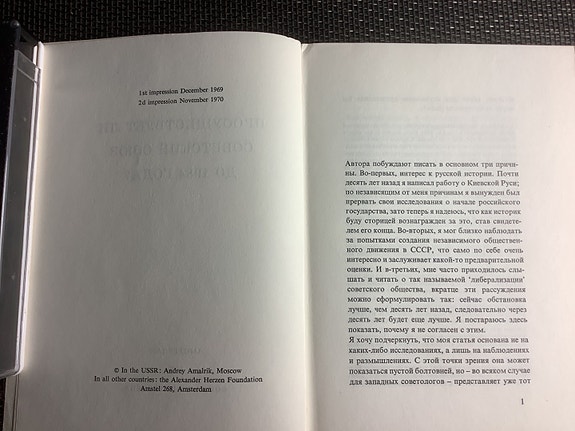 1st impression December 1969
2d impression November 1970
© In the USSR: Andrey Amalrik, Moscow
In all other countries: the Alexander Herzen Foundation
Amstel 268, Amsterdam
Автора побуждают писать в основном три причи-
ны. Во-первых, интерес к русской истории. Почти
десять лет назад я написал работу о Киевской Руси;
по независящим от меня причинам я вынужден был
прервать свои исследования о начале российского
государства, зато теперь я надеюсь, что как историк
буду сторицей вознагражден за это, став свидете-
лем его конца. Во-вторых, я мог близко наблюдать
за попытками создания независимого обществен-
ного движения в СССР, что само по себе очень
интересно и заслуживает какой-то предварительной
оценки. И в-третьих, мне часто приходилось слы-
шать и читать о так называемой 'либерализации'
советского общества, вкратце эти рассуждения
можно сформулировать так: сейчас обстановка
лучше, чем десять лет назад, следовательно через
десять лет будет еще лучше. Я постараюсь здесь
показать, почему я не согласен с этим.
Я хочу подчеркнуть, что моя статья основана не на
каких-либо исследованиях, а лишь на наблюдениях
и размышлениях. С этой точки зрения она может
показаться пустой болтовней, но – во всяком случае
для западных советологов – представляет уже тот
1